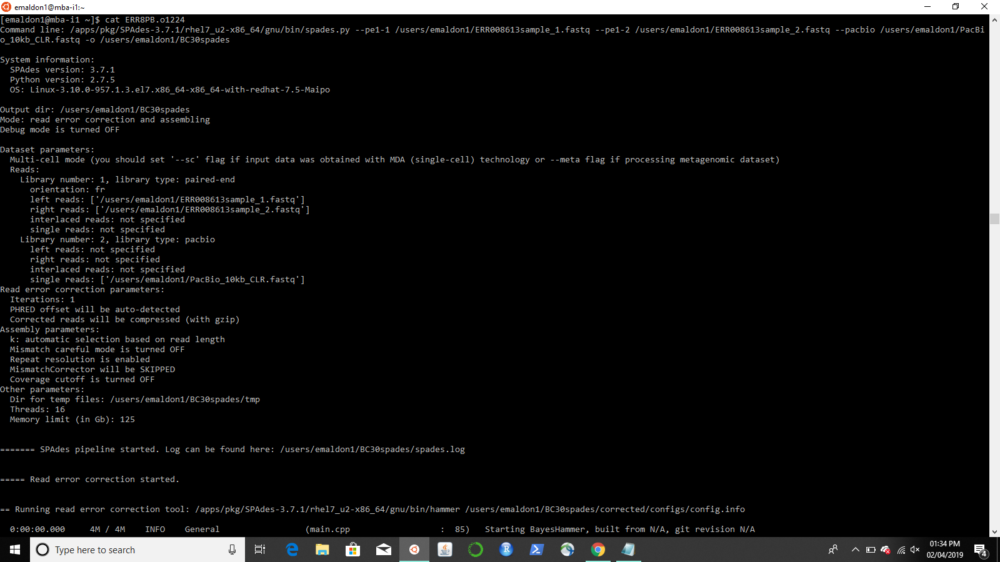 emaldon1@mba-i1:~
[emaldon1@mba-i1 ~]$ cat ERR8PB.o1224
Command line: /apps/pkg/SPAdes-3.7.1/rhel7_u2-x86_64/gnu/bin/spades.py --pe1-1 /users/emaldon1/ERR008613sample_1.fastq --pe1-2 /users/emaldon1/ERR008613sample_2.fastq --pacbio /users/emaldon1/PacBi
o_10kb_CLR.fastq -o /users/emaldon1/BC30spades
System information:
SPAdes version: 3.7.1
Python version: 2.7.5
OS: Linux-3.10.0-957.1.3.el7.x86_64-x86_64-with-redhat-7.5-Maipo
Output dir: /users/emaldon1/BC30spades
Mode: read error correction and assembling
Debug mode is turned OFF
Dataset parameters:
Multi-cell mode (you should set '--sc' flag if input data was obtained with MDA (single-cell) technology or --meta flag if processing metagenomic dataset)
Reads:
Library number: 1, library type: paired-end
orientation: fr
left reads: ['/users/emaldon1/ERR008613sample_1.fastq']
right reads: ['/users/emaldon1/ERR008613sample_2.fastq']
interlaced reads: not specified
single reads: not specified
Library number: 2, library type: pacbio
left reads: not specified
right reads: not specified
interlaced reads: not specified
single reads: ['/users/emaldon1/PacBio_10kb_CLR.fastq']
Read error correction parameters:
Iterations: 1
PHRED offset will be auto-detected
Corrected reads will be compressed (with gzip)
Assembly parameters:
k: automatic selection based on read length
Mismatch careful mode is turned OFF
Repeat resolution is enabled
MismatchCorrector will be SKIPPED
Coverage cutoff is turned OFF
Other parameters:
Dir for temp files: /users/emaldon1/BC30spades/tmp
Threads: 16
Memory limit (in Gb): 125
======= SPAdes pipeline started. Log can be found here: /users/emaldon1/BC30spades/spades.log
===== Read error correction started.
== Running read error correction tool: /apps/pkg/SPAdes-3.7.1/rhel7_u2-x86_64/gnu/bin/hammer /users/emaldon1/BC30spades/corrected/configs/config.info
0:00:00.000 4M / 4M INFO General (main.cpp : 85) Starting BayesHammer, built from N/A, git revision N/A
Type here to search
R
01:34 PM
02/04/2019
4